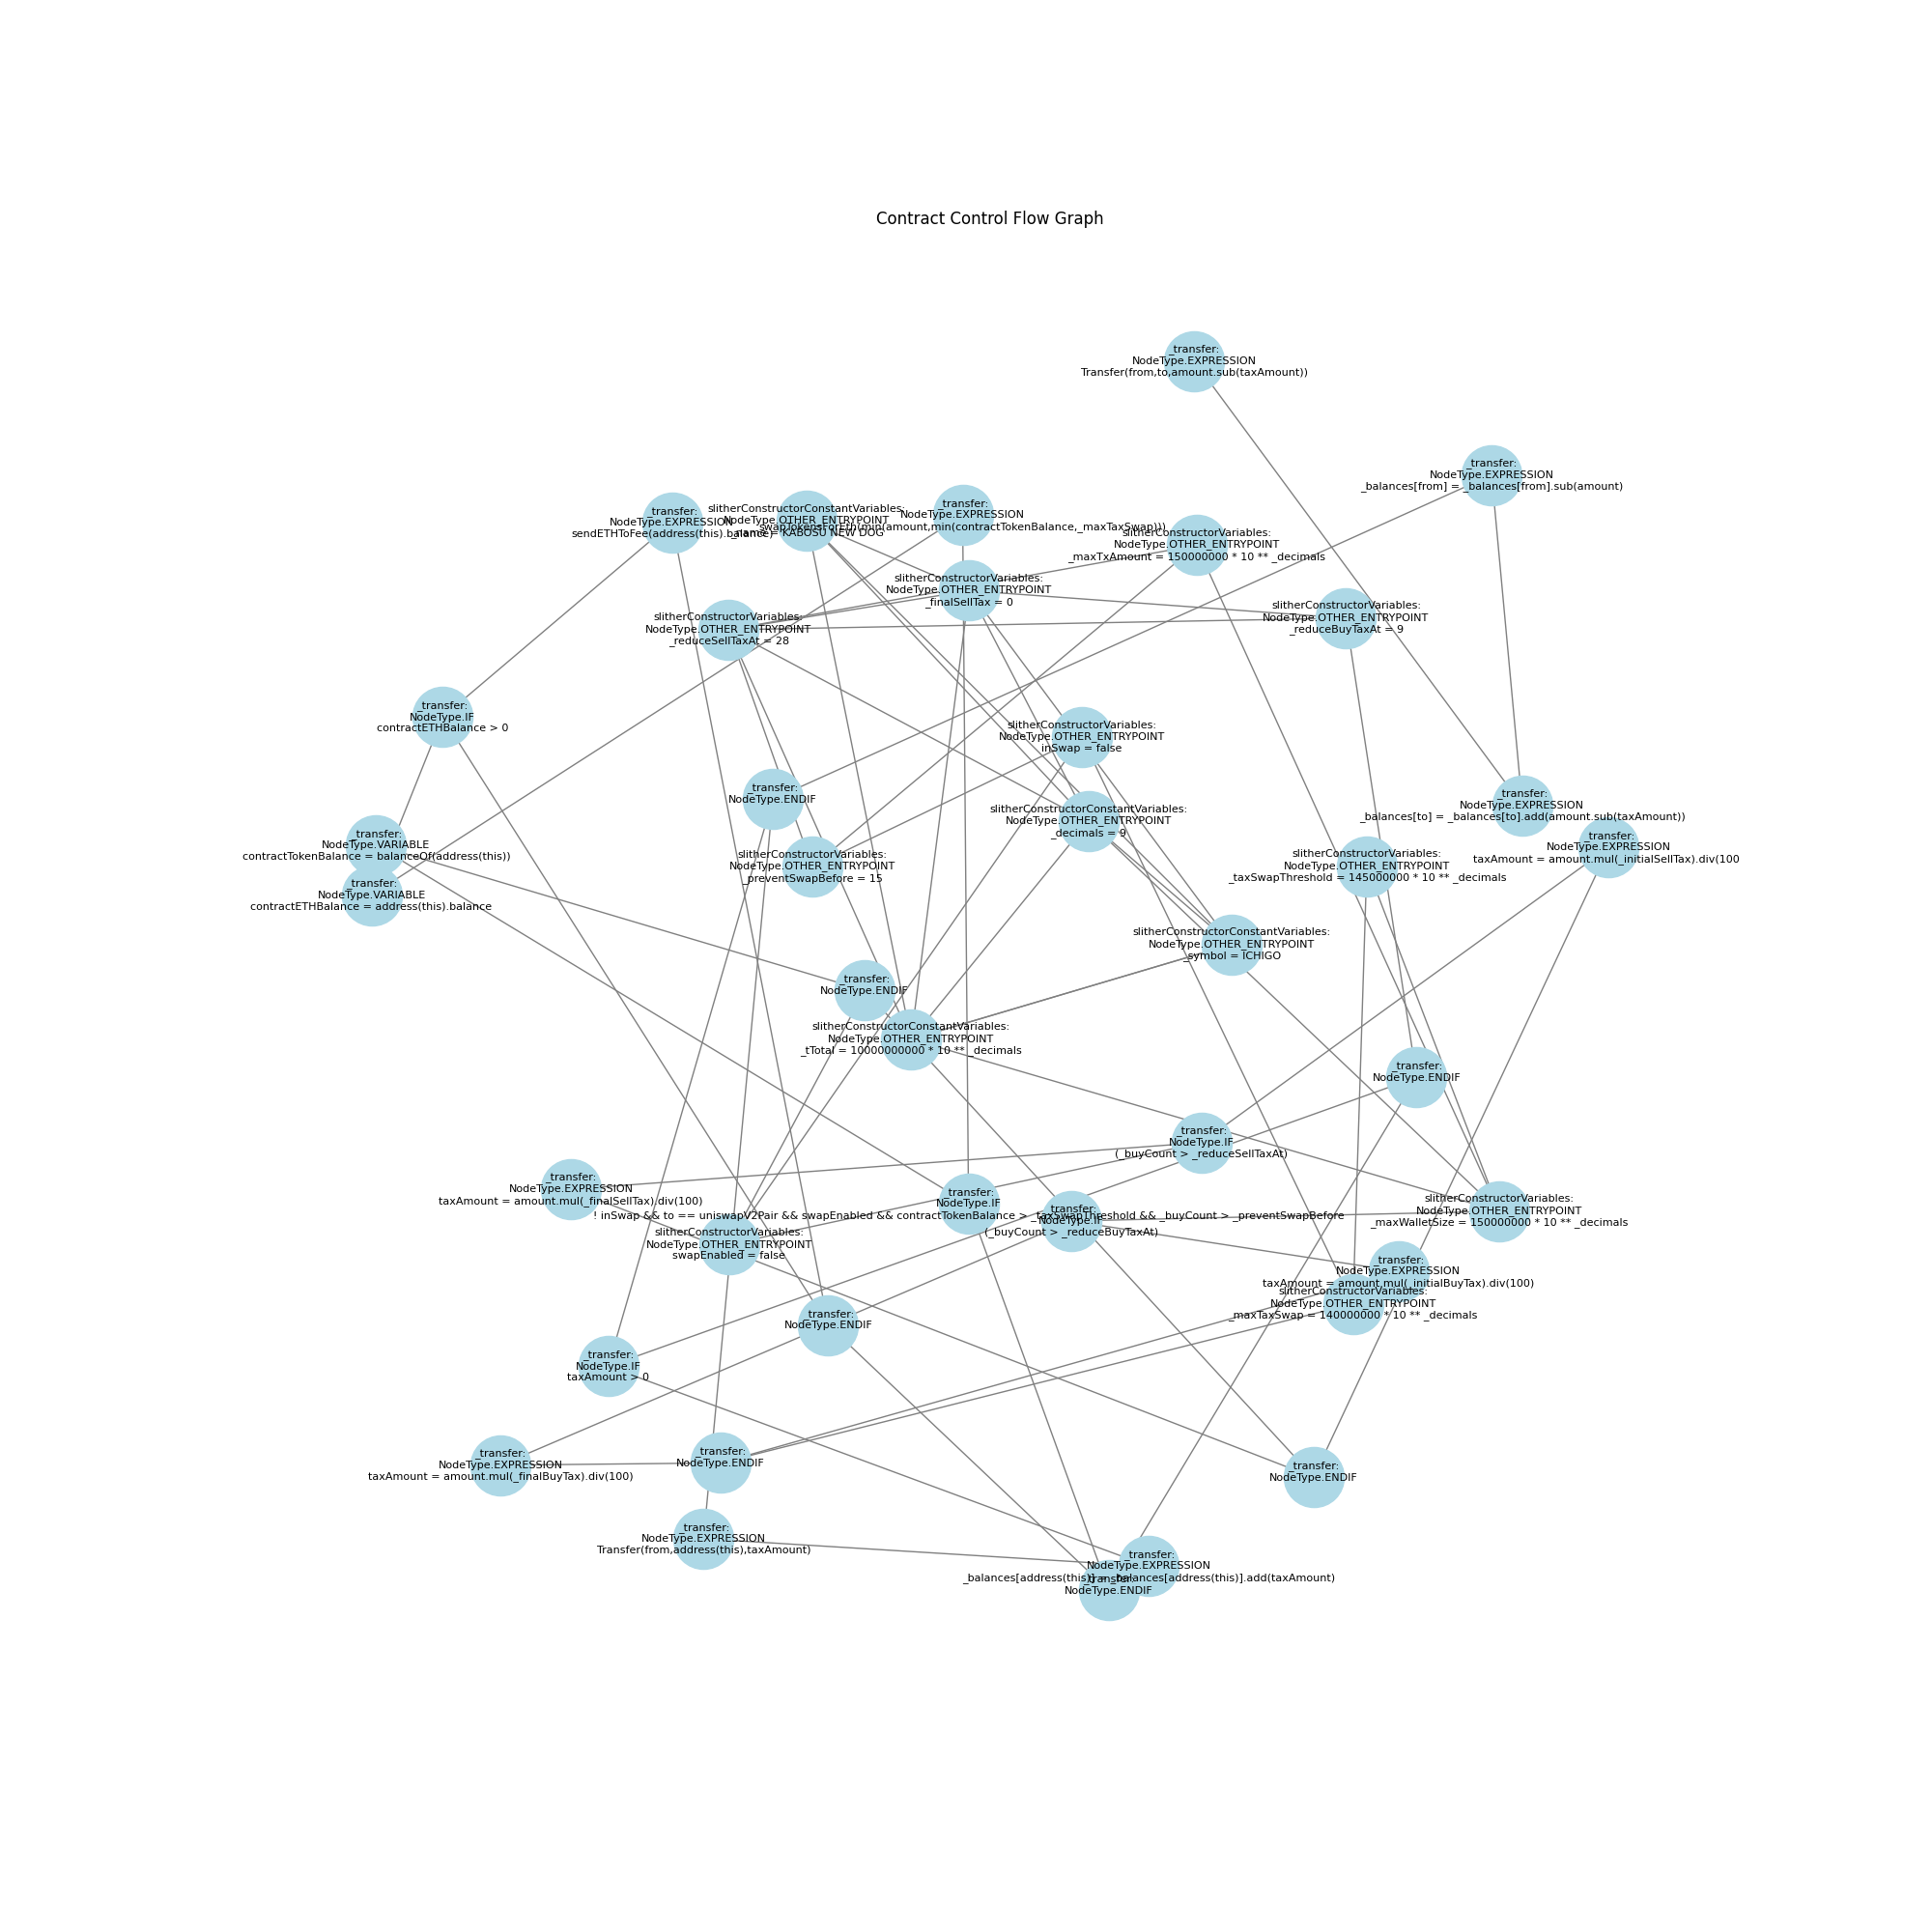 Contract Control Flow Graph
_transfer:
NodeType.EXPRESSION
Transfer(from,to,amount.sub(taxAmount))
_transfer:
NodeType.EXPRESSION
_balances[from] = _balances[from].sub(amount)
_transfer:
NodeType.EXPRESSION
sendETHToFee(address(this).balance)
slitherConstructorConstantVariables:
NodeType.OTHER_ENTRYPOINT
_name = KABOSU NEW DOG
_transfer:
NodeType.EXPRESSION
swapTokensForEth(min(amount,min(contractTokenBalance,_maxTaxSwap)))
slitherConstructorVariables:
NodeType.OTHER_ENTRYPOINT
_maxTxAmount = 150000000 * 10 ** _decimals
slitherConstructorVariables:
NodeType.OTHER_ENTRYPOINT
_finalSellTax = 0
slitherConstructorVariables:
NodeType.OTHER_ENTRYPOINT
_reduceBuyTaxAt = 9
slitherConstructorVariables:
NodeType.OTHER_ENTRYPOINT
_reduceSellTaxAt = 28
_transfer:
NodeType.IF
contractETHBalance > 0
slitherConstructorVariables:
NodeType.OTHER_ENTRYPOINT
inSwap = false
_transfer:
NodeType.ENDIF
slitherConstructorConstantVariables:
NodeType.OTHER_ENTRYPOINT
_decimals = 9
_transfer:
NodeType.EXPRESSION
_balances[to] = _balances[to].add(amount.sub(taxAmount))
_transfer:
NodeType.VARIABLE
contractTokenBalance = balanceOf(address(this))
_transfer:
NodeType.EXPRESSION
taxAmount = amount.mul(_initialSellTax).div(100
slitherConstructorVariables:
NodeType.OTHER_ENTRYPOINT
_preventSwapBefore = 15
slitherConstructorVariables:
NodeType.OTHER_ENTRYPOINT
_taxSwapThreshold = 145000000 * 10 ** _decimals
_transfer:
NodeType.VARIABLE
contractETHBalance = address(this).balance
slitherConstructorConstantVariables:
NodeType.OTHER_ENTRYPOINT
_symbol = ICHIGO
_transfer:
NodeType.ENDIF
slitherConstructorConstantVariables:
NodeType.OTHER_ENTRYPOINT
_tTotal = 10000000000 * 10 ** _decimals
_transfer:
NodeType.ENDIF
_transfer:
NodeType.IF
(_buyCount > _reduceSellTaxAt)
_transfer:
NodeType.EXPRESSION
taxAmount = amount.mul(_finalSellTax).div(100)
_transfer:
NodeType.IF
! inSwap && to == uniswapV2Pair && swapEnabled && contractTokenBalance > _taxSwapThreshold && _buyCount > _preventSwapBefore
_transfer:
NodeType.IF
(_buyCount > _reduceBuyTaxAt)
slitherConstructorVariables:
NodeType.OTHER_ENTRYPOINT
_maxWalletSize = 150000000 * 10 ** _decimals
slitherConstructorVariables:
NodeType.OTHER_ENTRYPOINT
swapEnabled = false
_transfer:
NodeType.EXPRESSION
taxAmount = amount.mul(_initialBuyTax).div(100)
slitherConstructorVariables:
NodeType.OTHER_ENTRYPOINT
_maxTaxSwap = 140000000 * 10 ** _decimals
_transfer:
NodeType.ENDIF
_transfer:
NodeType.IF
taxAmount > 0
_transfer:
NodeType.EXPRESSION
taxAmount = amount.mul(_finalBuyTax).div(100)
_transfer:
NodeType.ENDIF
_transfer:
NodeType.ENDIF
_transfer:
NodeType.EXPRESSION
Transfer(from,address(this),taxAmount)
_transfer:
NodeType.EXPRESSION
_balances[address(this)] = _balances[address(this)].add(taxAmount)
_transfer:
NodeType.ENDIF